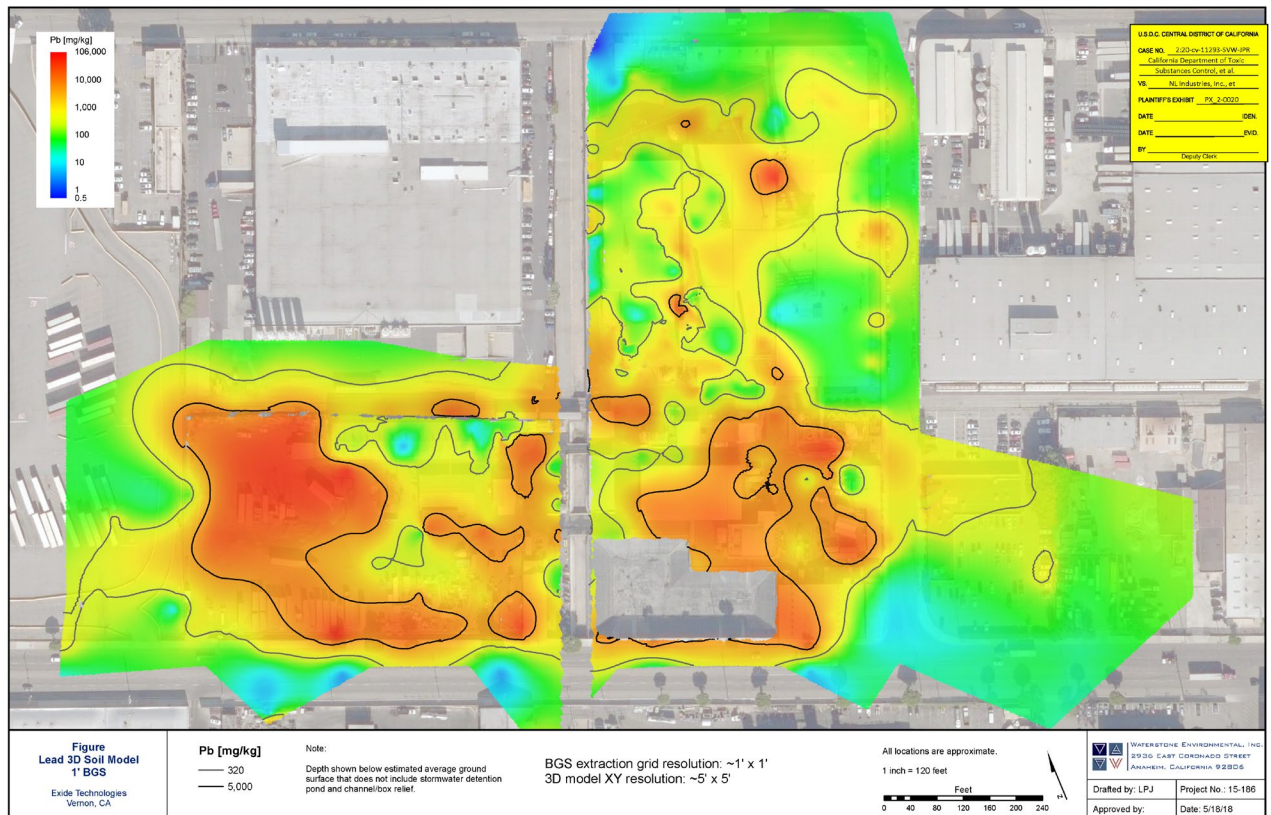 Pb [mg/kg]
106,000
10,000
1,000
100
10
1
0.5
U.S.D.C. CENTRAL DISTRICT OF CALIFORNIA
CASE NO. 2:20-cv-11293-SVW-JPR
California Department of Toxic
Substances Control, et al.
VS. NL Industries, Inc., et
PLAINTIFF'S EXHIBIT PX_2-0020
DATE IDEN.
DATE EVID.
BY
Deputy Clerk
Figure
Lead 3D Soil Model
1' BGS
Exide Technologies
Vernon, CA
Pb [mg/kg]
320
5,000
Note:
Depth shown below estimated average ground
surface that does not include stormwater detention
pond and channel/box relief.
BGS extraction grid resolution: ~1' x 1'
3D model XY resolution: ~5' x 5'
All locations are approximate.
1 inch = 120 feet
Feet
0 40 80 120 160 200 240
N
WATERSTONE ENVIRONMENTAL, INC.
2936 EAST CORONADO STREET
ANAHEIM, CALIFORNIA 92806
Drafted by: LPJ
Project No.: 15-186
Approved by:
Date: 5/18/18